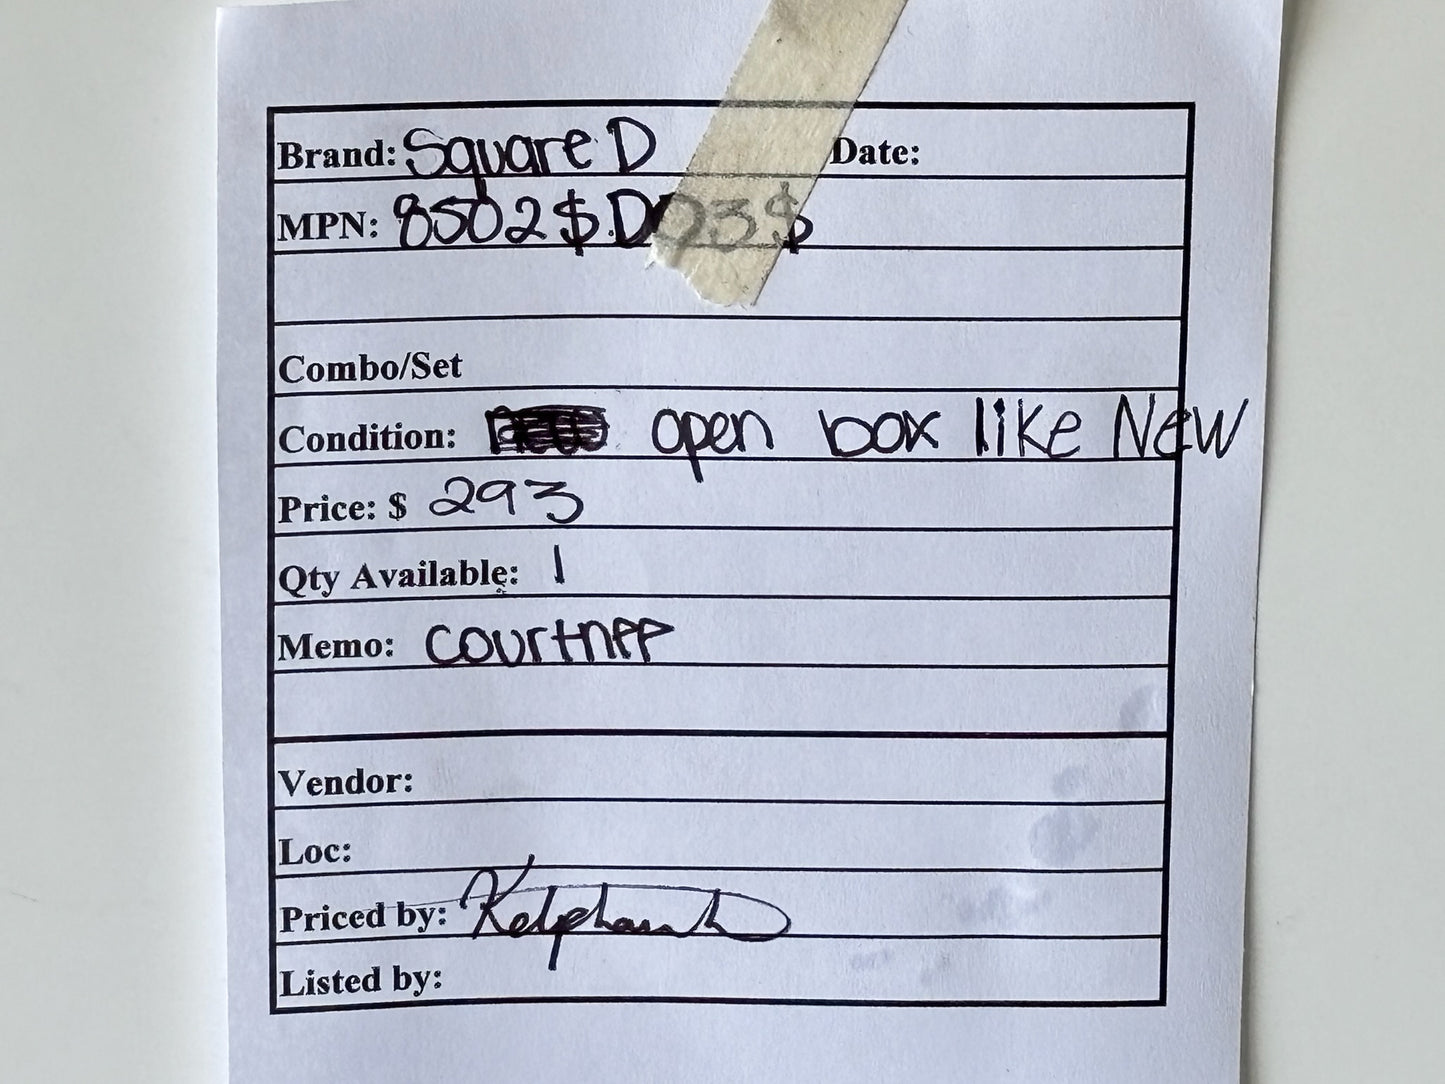 Brand: Square D Date:
MPN: 8502$DO3$
Combo/Set
Condition: open box like New
Price: $ 293
Qty Available: 1
Memo: courtnee
Vendor:
Loc:
Priced by:
Listed by: